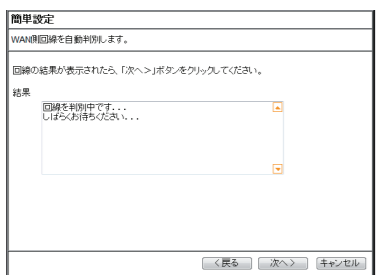 簡単設定
WAN側回線を自動判別します。
回線の結果が表示されたら、「次へ>」ボタンをクリックしてください。
結果
回線を判別中です...
しばらくお待ちください...
<戻る 次へ> キャンセル